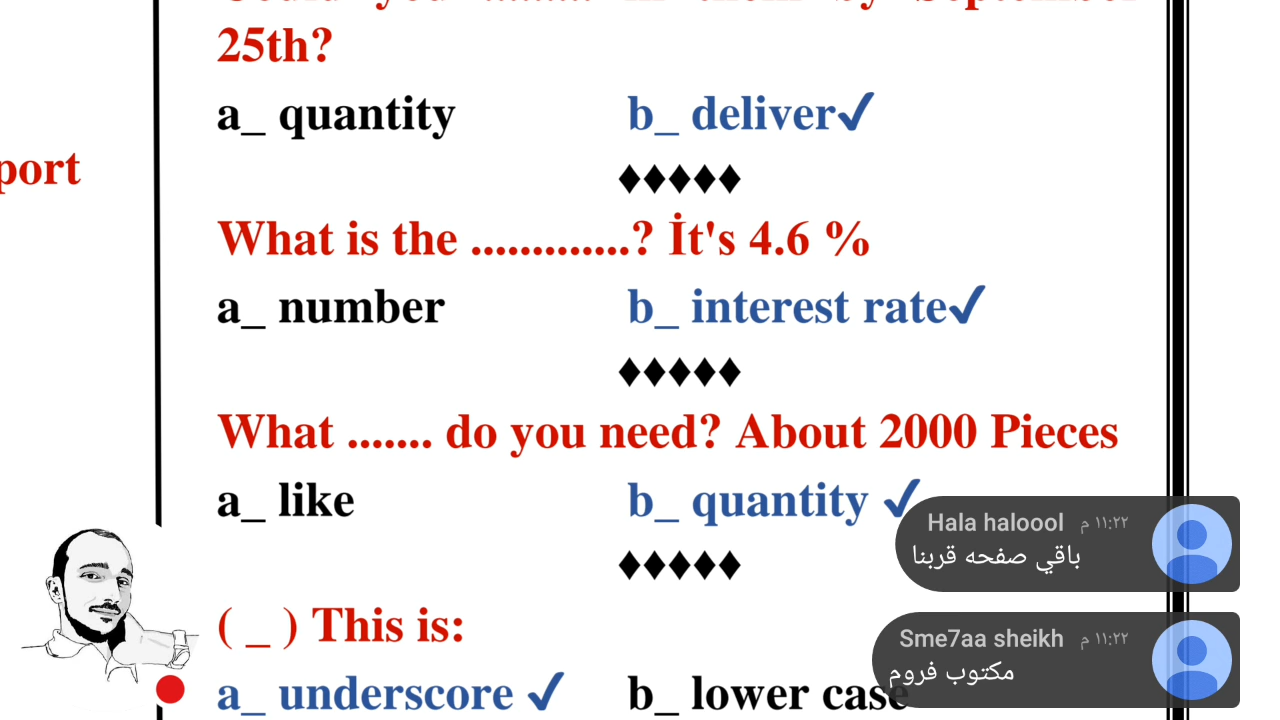 25th?
a_ quantity b_ deliver✓
♦♦♦♦♦
port
What is the .............? İt's 4.6 %
a_ number b_ interest rate✓
♦♦♦♦♦
What ....... do you need? About 2000 Pieces
a_ like b_ quantity ✓
♦♦♦♦♦
( _ ) This is:
a_ underscore ✓ b_ lower case
Hala haloool ١١:٢٢ م
باقي صفحه قربنا
Sme7aa sheikh ١١:٢٢ م
مكتوب فروم